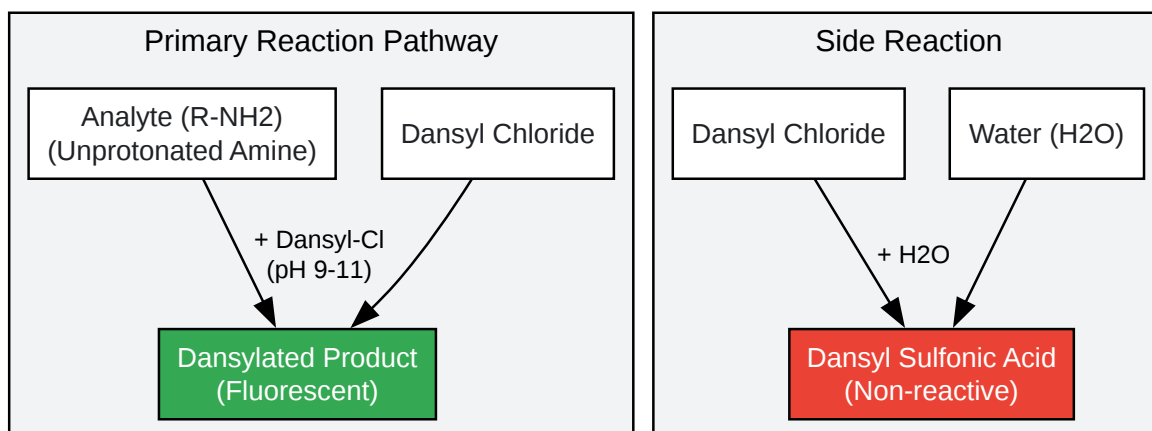 Primary Reaction Pathway
Analyte (R-NH2)
(Unprotonated Amine)
Dansyl Chloride
+ Dansyl-Cl
(pH 9-11)
Dansylated Product
(Fluorescent)
Side Reaction
Dansyl Chloride
Water (H2O)
+ H2O
Dansyl Sulfonic Acid
(Non-reactive)